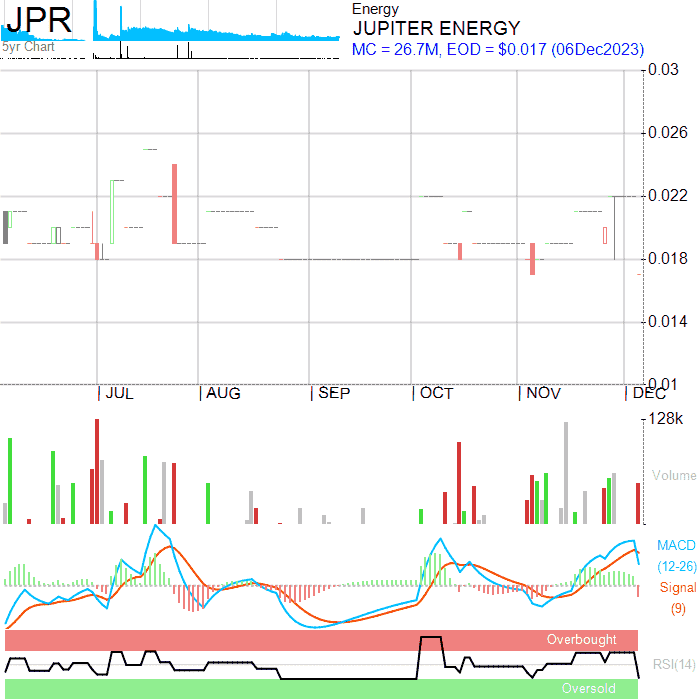 JPR
5yr Chart
Energy
JUPITER ENERGY
MC = 26.7M, EOD = $0.017 (06Dec2023)
0.03
0.026
0.022
0.018
0.014
0.01
JUL AUG SEP OCT NOV DEC
128k
Volume
MACD
(12-26)
Signal
(9)
Overbought
RSI(14)
Oversold